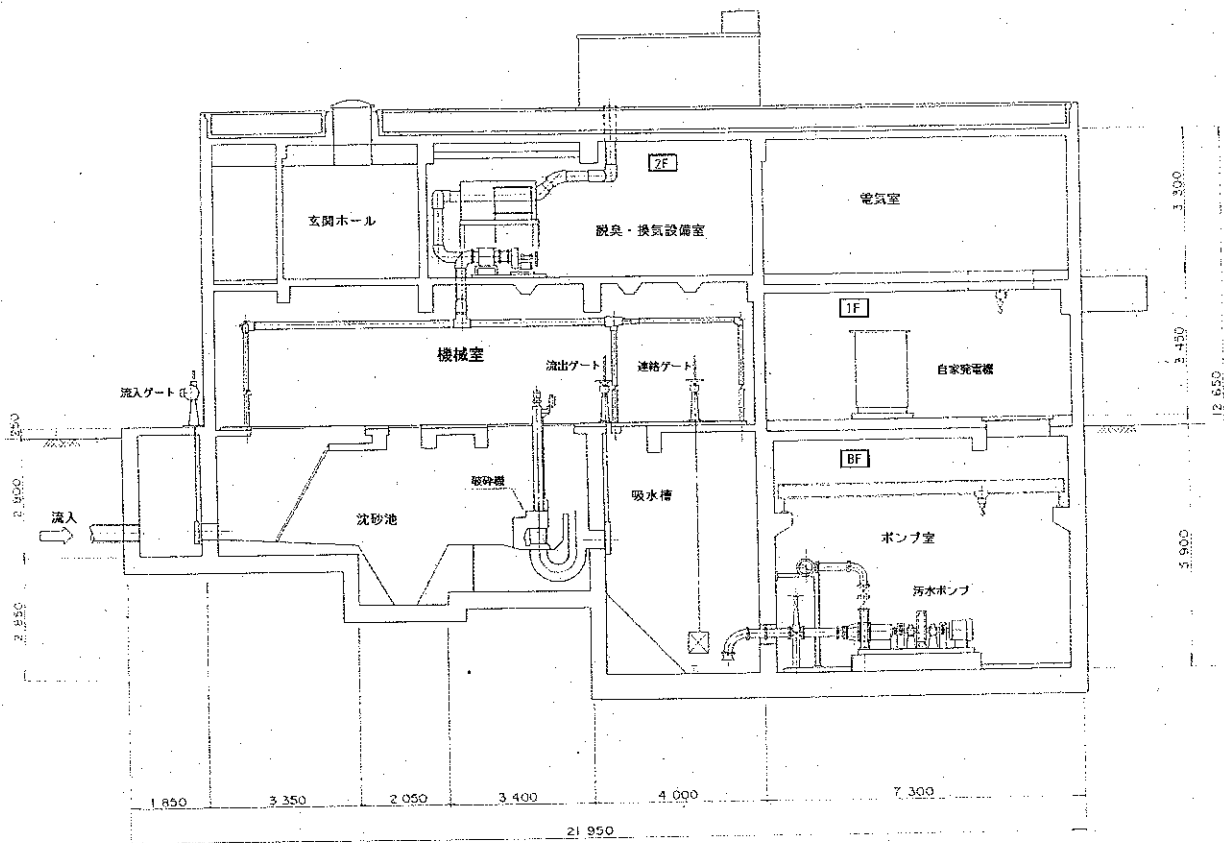 2F
玄関ホール
脱臭・換気設備室
電気室
3 300
1F
機械室
流出ゲート
連絡ゲート
自家発電機
流入ゲート
3 450
12 650
250
BF
破砕機
吸水槽
流入
沈砂池
ポンプ室
2 800
5 900
汚水ポンプ
2 850
1 850
3 350
2 050
3 400
4 000
7 300
21 950